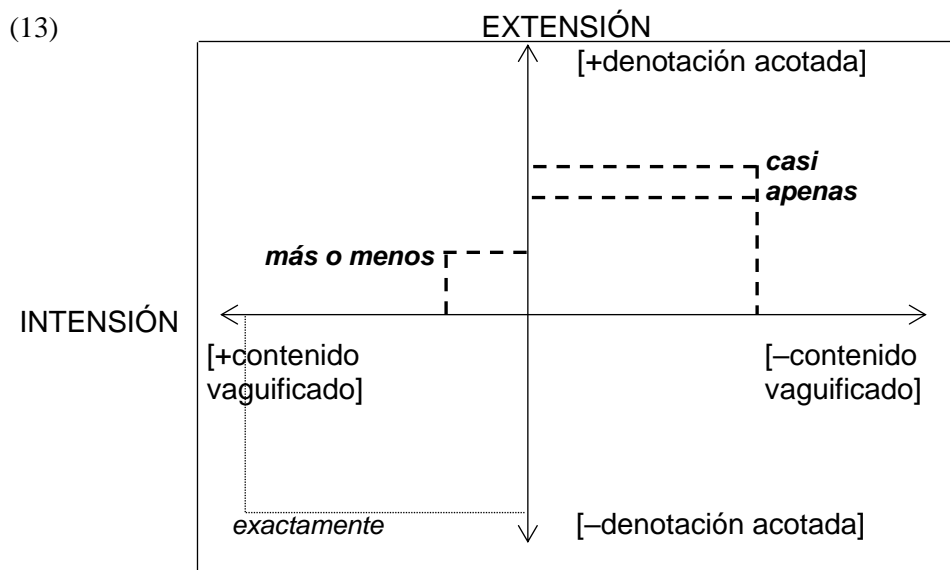 (13)
EXTENSIÓN
[+denotación acotada]
casi
apenas
más o menos
INTENSIÓN
[+contenido
vaguificado]
[–contenido
vaguificado]
exactamente
[–denotación acotada]